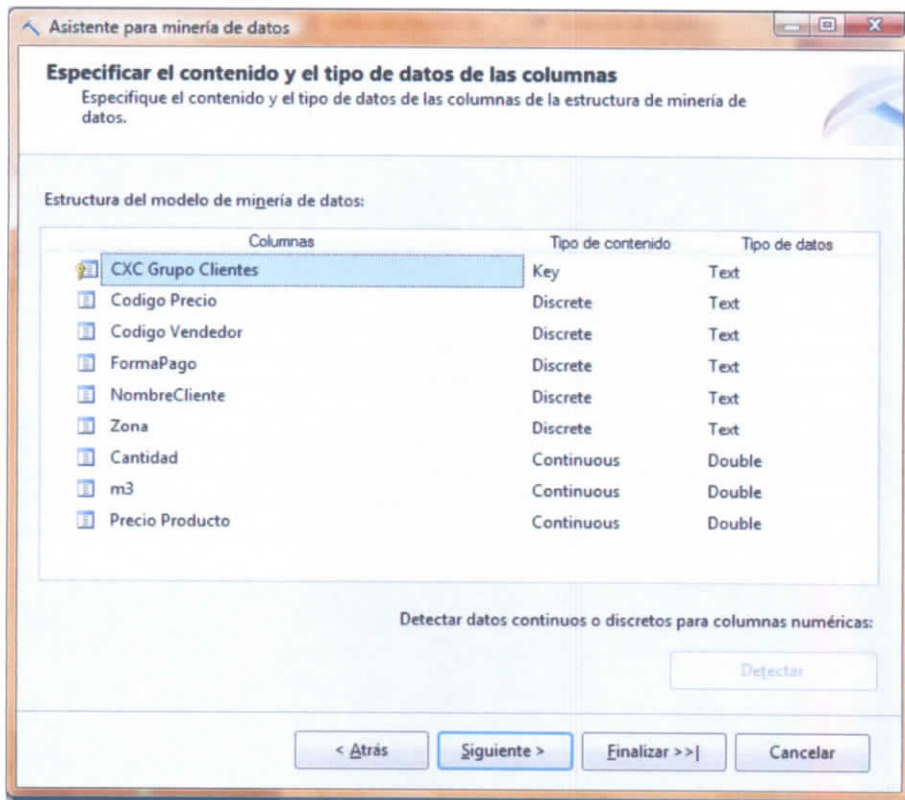 Asistente para minería de datos
Especificar el contenido y el tipo de datos de las columnas
Especifique el contenido y el tipo de datos de las columnas de la estructura de minería de
datos.
Estructura del modelo de minería de datos:
Columnas Tipo de contenido Tipo de datos
CXC Grupo Clientes Key Text
Codigo Precio Discrete Text
Codigo Vendedor Discrete Text
FormaPago Discrete Text
NombreCliente Discrete Text
Zona Discrete Text
Cantidad Continuous Double
m3 Continuous Double
Precio Producto Continuous Double
Detectar datos continuos o discretos para columnas numéricas:
Detectar
< Atrás Siguiente > Finalizar >>| Cancelar